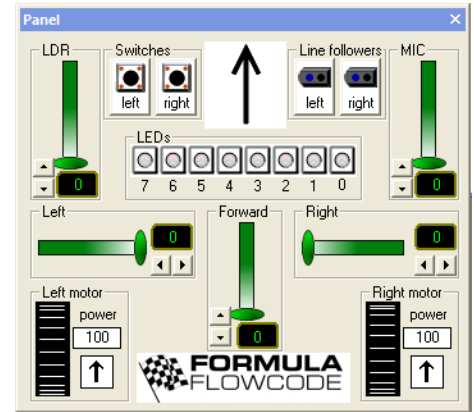 Panel
LDR
Switches
Line followers
MIC
left right
left right
LEDs
0
7 6 5 4 3 2 1 0
0
Left
Forward
Right
0
0
Left motor
Right motor
power
100
0
power
100
FORMULA
FLOWCODE